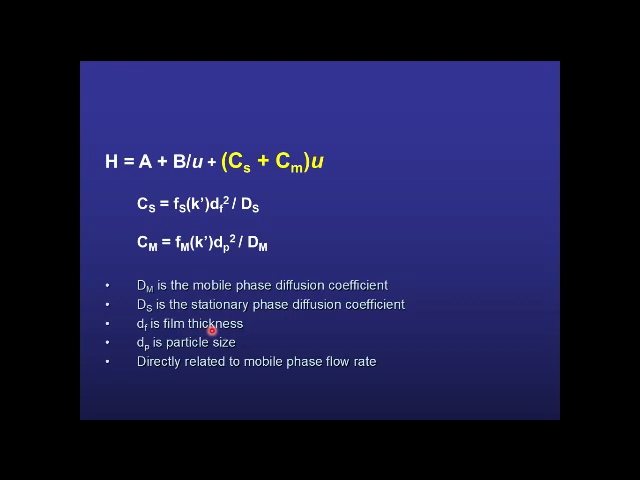 H = A + B/u + (Cs + Cm)u
CS = fS(k')df² / DS
CM = fM(k')dp² / DM
• DM is the mobile phase diffusion coefficient
• DS is the stationary phase diffusion coefficient
• df is film thickness
• dp is particle size
• Directly related to mobile phase flow rate